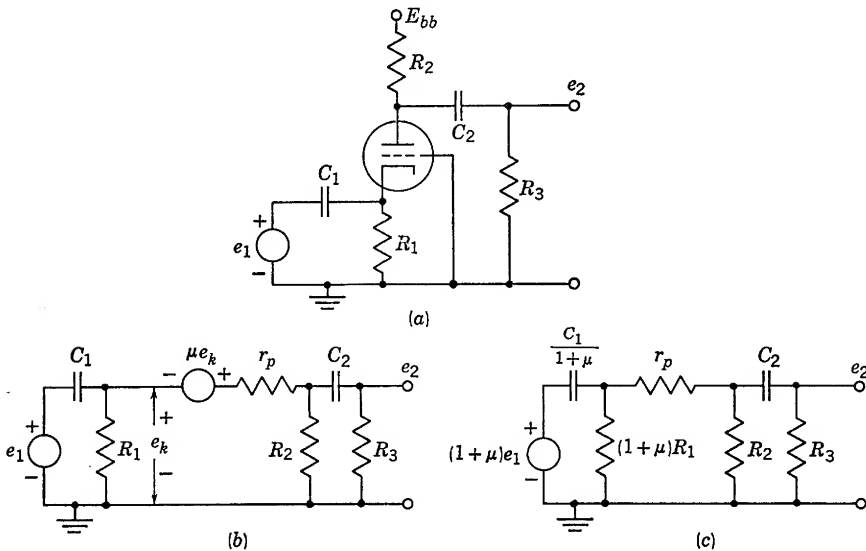 E_bb
R_2
e_2
C_2
C_1
R_3
+
e_1
R_1
−
(a)
C_1
− μe_k +
r_p
C_2
e_2
+
+
e_1
R_1
e_k
R_2
R_3
−
−
(b)
C_1
1+μ
r_p
C_2
e_2
+
(1+μ)e_1
(1+μ)R_1
R_2
R_3
−
(c)